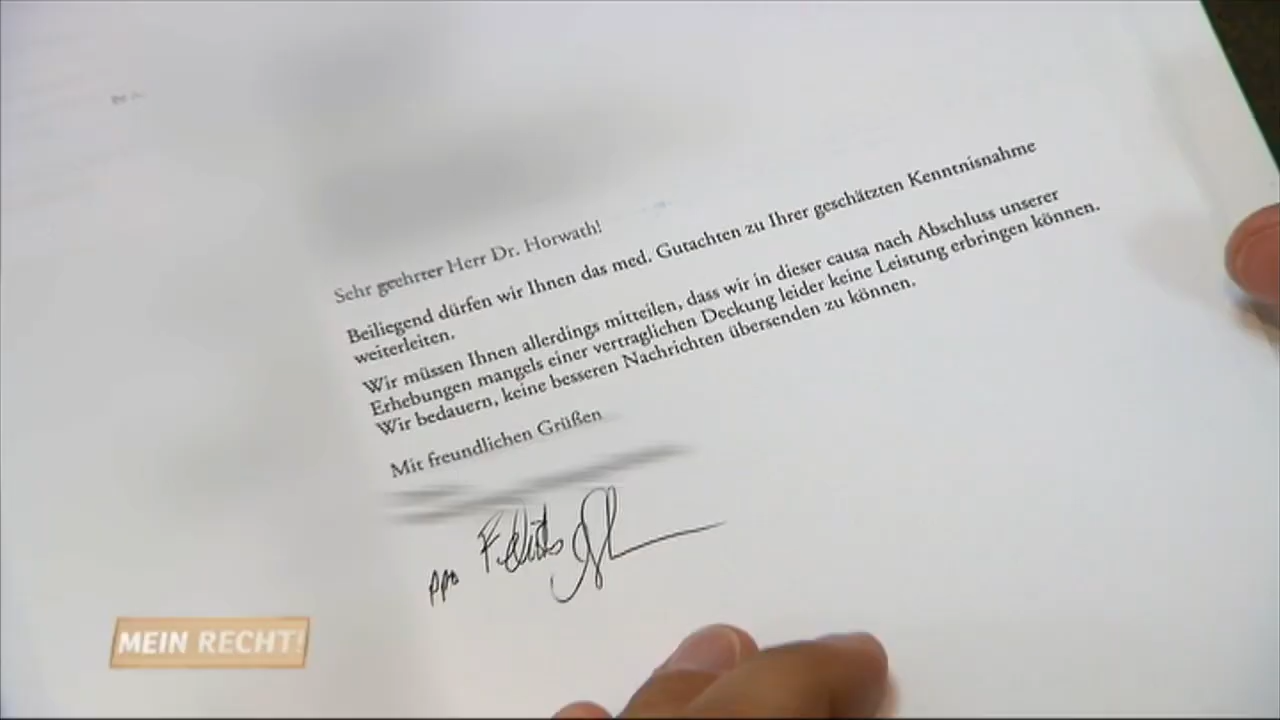 Sehr geehrter Herr Dr. Horwath!
Beiliegend dürfen wir Ihnen das med. Gutachten zu Ihrer geschätzten Kenntnisnahme
weiterleiten.
Wir müssen Ihnen allerdings mitteilen, dass wir in dieser causa nach Abschluss unserer
Erhebungen mangels einer vertraglichen Deckung leider keine Leistung erbringen können.
Wir bedauern, keine besseren Nachrichten übersenden zu können.
Mit freundlichen Grüßen
ppa
MEIN RECHT!